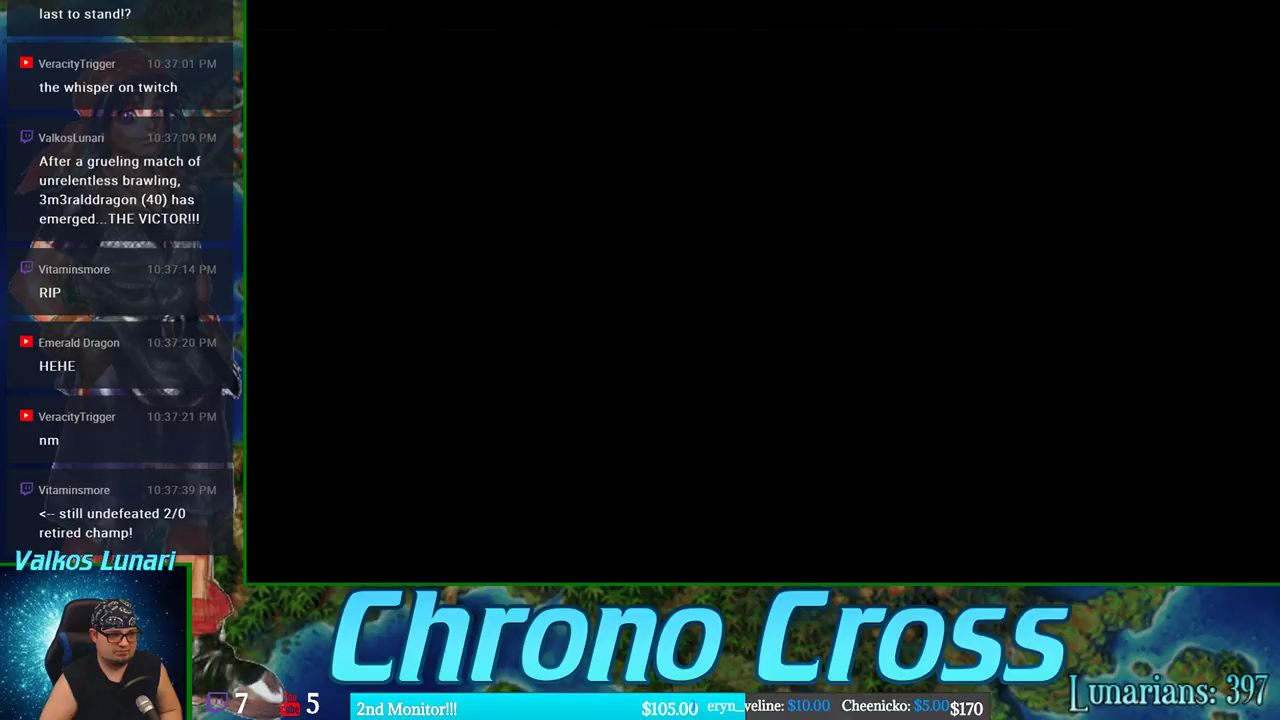 last to stand!?
VeracityTrigger 10:37:01 PM
the whisper on twitch
ValkosLunari 10:37:09 PM
After a grueling match of
unrelentless brawling,
3m3ralddragon (40) has
emerged...THE VICTOR!!!
Vitaminsmore 10:37:14 PM
RIP
Emerald Dragon 10:37:20 PM
HEHE
VeracityTrigger 10:37:21 PM
nm
Vitaminsmore 10:37:39 PM
<-- still undefeated 2/0
retired champ!
Valkos Lunari
Chrono Cross
7 You Tube 5
2nd Monitor!!! $105.00 eryn_veline: $10.00 Cheenicko: $5.00 $170
Lunarians: 397